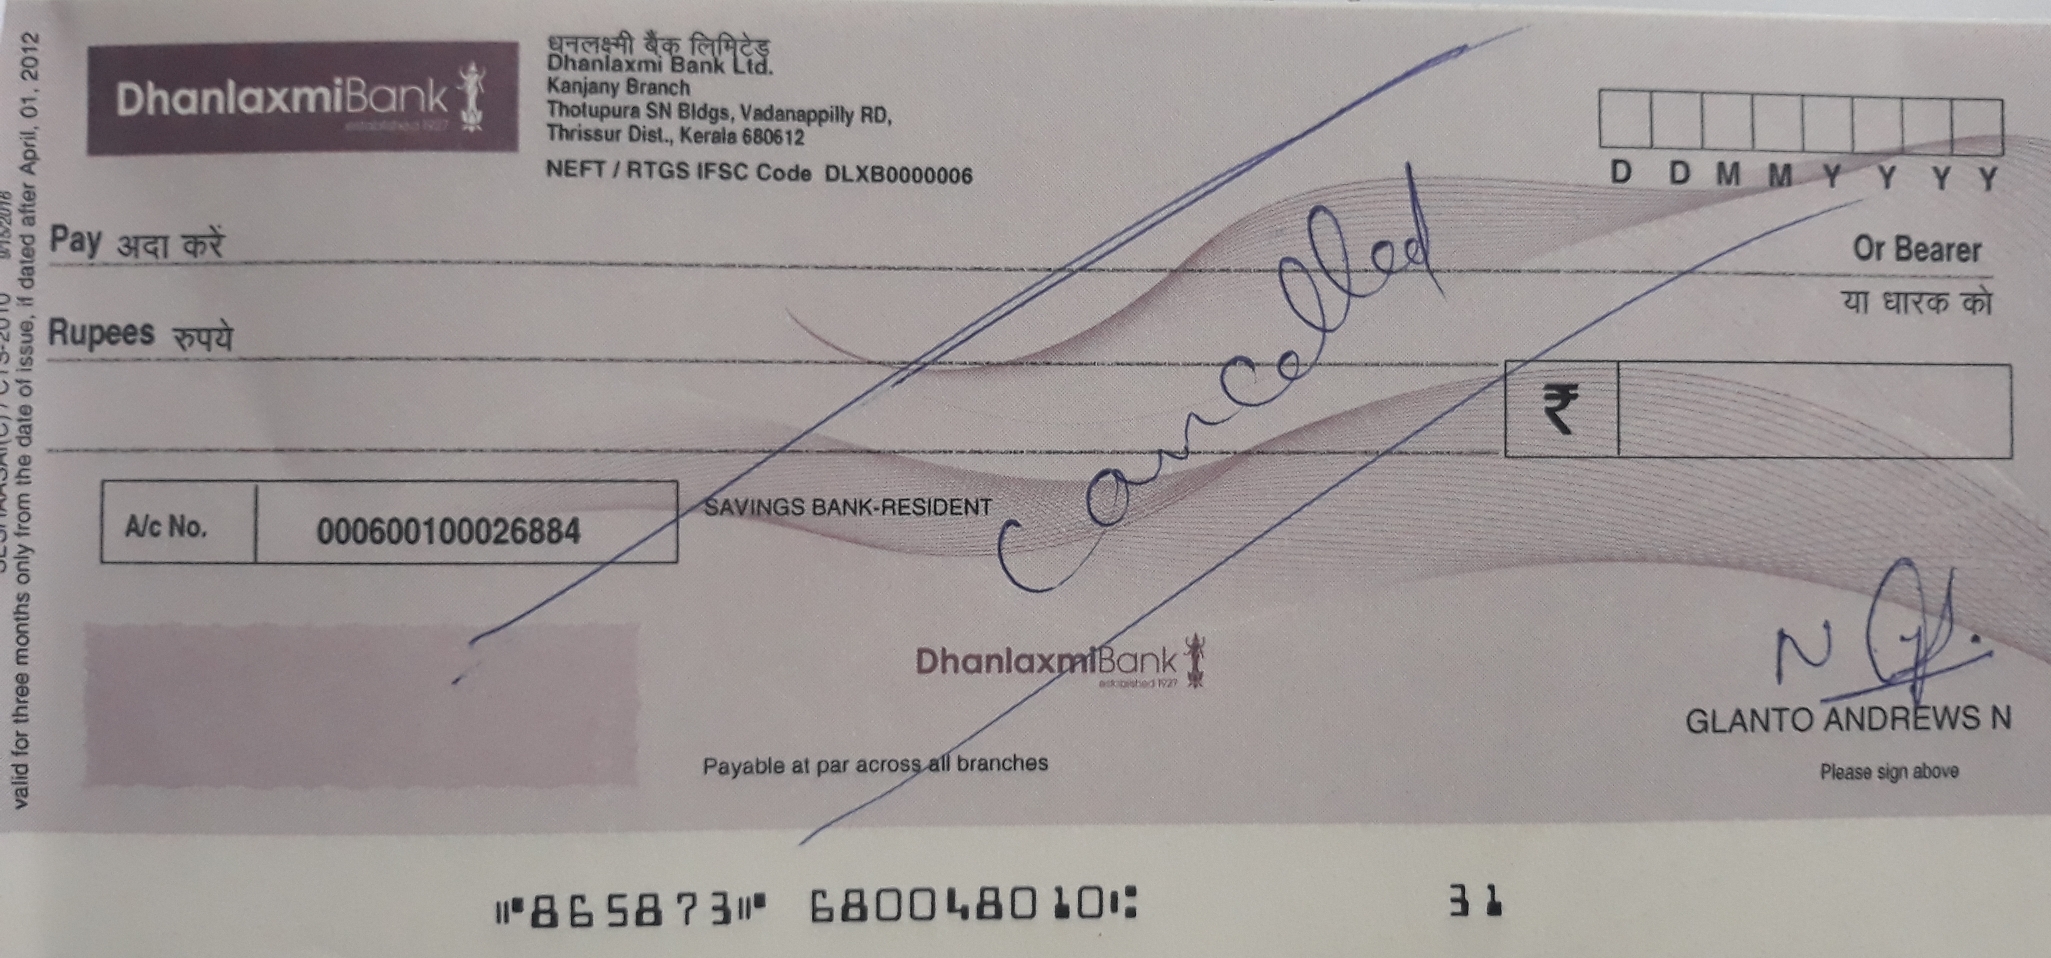 DhanlaxmiBank
established 1927
धनलक्ष्मी बैंक लिमिटेड
Dhanlaxmi Bank Ltd.
Kanjany Branch
Thotupura SN Bldgs, Vadanappilly RD,
Thrissur Dist., Kerala 680612
NEFT / RTGS IFSC Code DLXB0000006
D D M M Y Y Y Y
Pay अदा करें
Or Bearer
या धारक को
Rupees रुपये
₹
Cancelled
A/c No. 000600100026884
SAVINGS BANK-RESIDENT
DhanlaxmiBank
established 1927
N
GLANTO ANDREWS N
Please sign above
Payable at par across all branches
865873 680048010 31
valid for three months only from the date of issue, if dated after April, 01, 2012